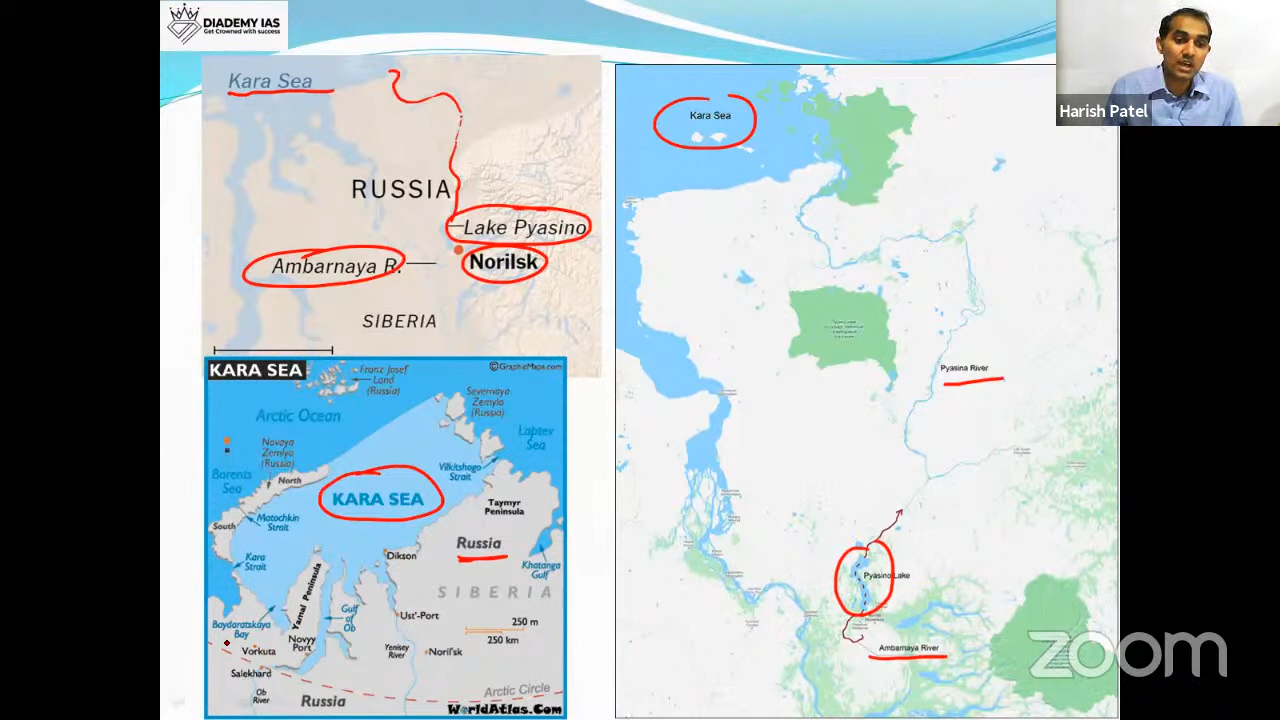 DIADEMY IAS
Get Crowned with success
Kara Sea
RUSSIA
Lake Pyasino
Ambarnaya R.
Norilsk
SIBERIA
KARA SEA
©GraphicMaps.com
Franz Josef
Land
(Russia)
Severnaya
Zemlya
(Russia)
Arctic Ocean
Laptev
Sea
Novaya
Zemlya
(Russia)
Barents
Sea
North
Vilkitshogo
Strait
KARA SEA
Taymyr
Peninsula
South
Matochkin
Strait
Russia
Dikson
Kara
Strait
Khatanga
Gulf
Yamal Peninsula
SIBERIA
Gulf
of
Ob
Ust'-Port
Baydaratskaya
Bay
250 m
250 km
Novyy
Port
Vorkuta
Yenisey
River
Noril'sk
Salekhard
Ob
River
Russia
Arctic Circle
WorldAtlas.Com
Kara Sea
Pyasina River
Pyasino Lake
Ambarnaya River
Harish Patel
zoom